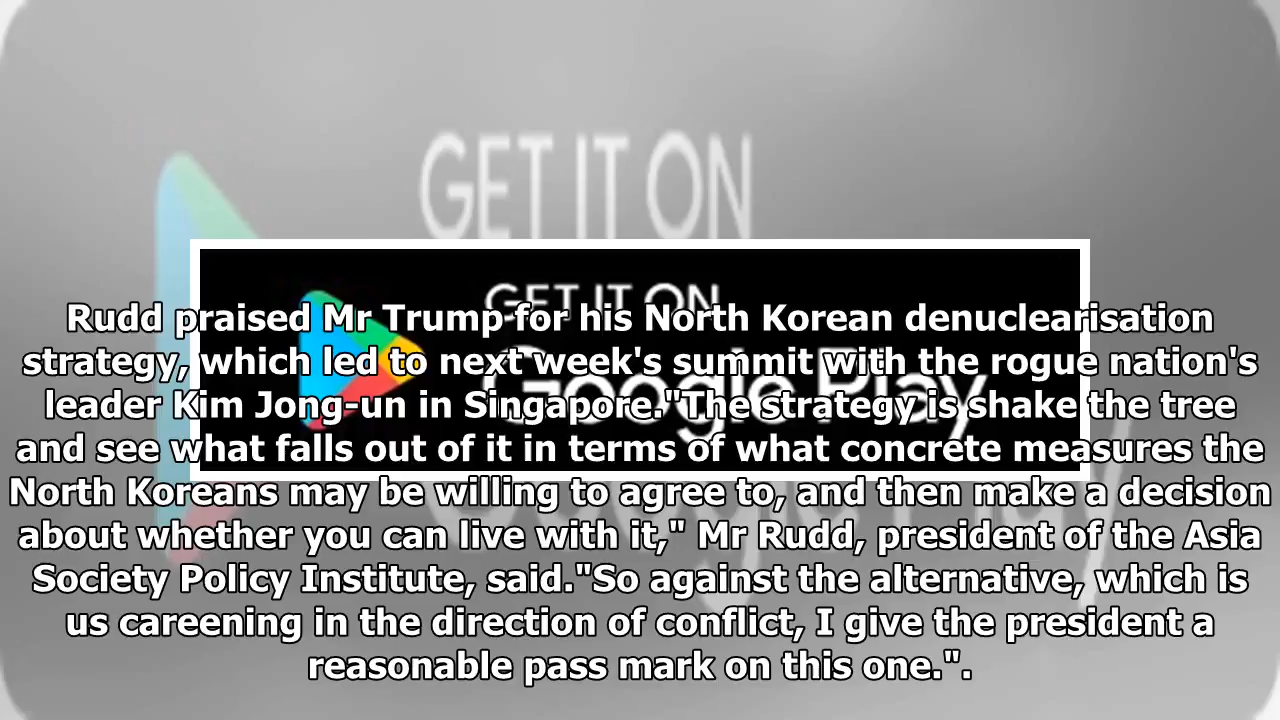 GET IT ON
GET IT ON
Google Play
Rudd praised Mr Trump for his North Korean denuclearisation
strategy, which led to next week's summit with the rogue nation's
leader Kim Jong-un in Singapore."The strategy is shake the tree
and see what falls out of it in terms of what concrete measures the
North Koreans may be willing to agree to, and then make a decision
about whether you can live with it," Mr Rudd, president of the Asia
Society Policy Institute, said."So against the alternative, which is
us careening in the direction of conflict, I give the president a
reasonable pass mark on this one.".